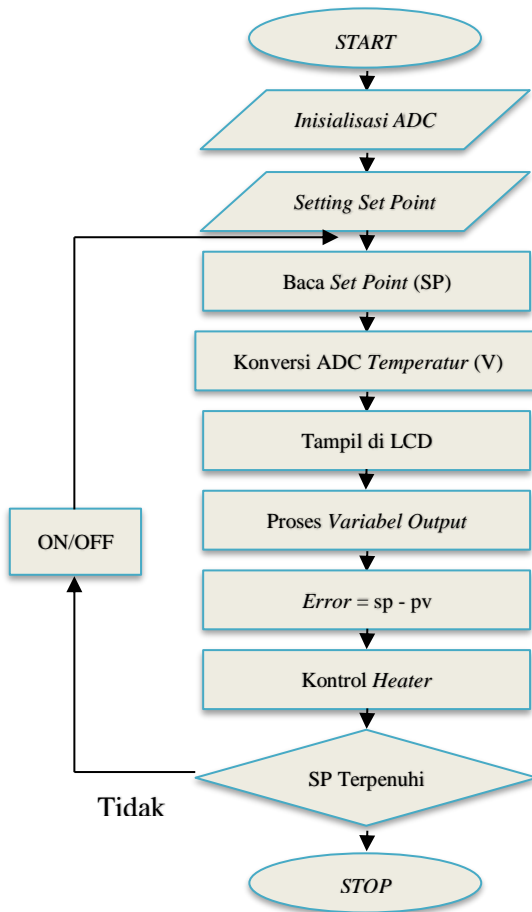 START
Inisialisasi ADC
Setting Set Point
Baca Set Point (SP)
Konversi ADC Temperatur (V)
Tampil di LCD
Proses Variabel Output
ON/OFF
Error = sp - pv
Kontrol Heater
SP Terpenuhi
Tidak
STOP